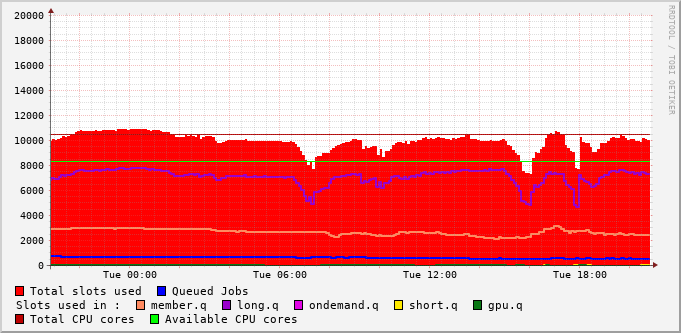 RRDTOOL / TOBI OETIKER
20000
18000
16000
14000
12000
10000
8000
6000
4000
2000
0
Tue 00:00 Tue 06:00 Tue 12:00 Tue 18:00
Total slots used Queued Jobs
Slots used in : member.q long.q ondemand.q short.q gpu.q
Total CPU cores Available CPU cores